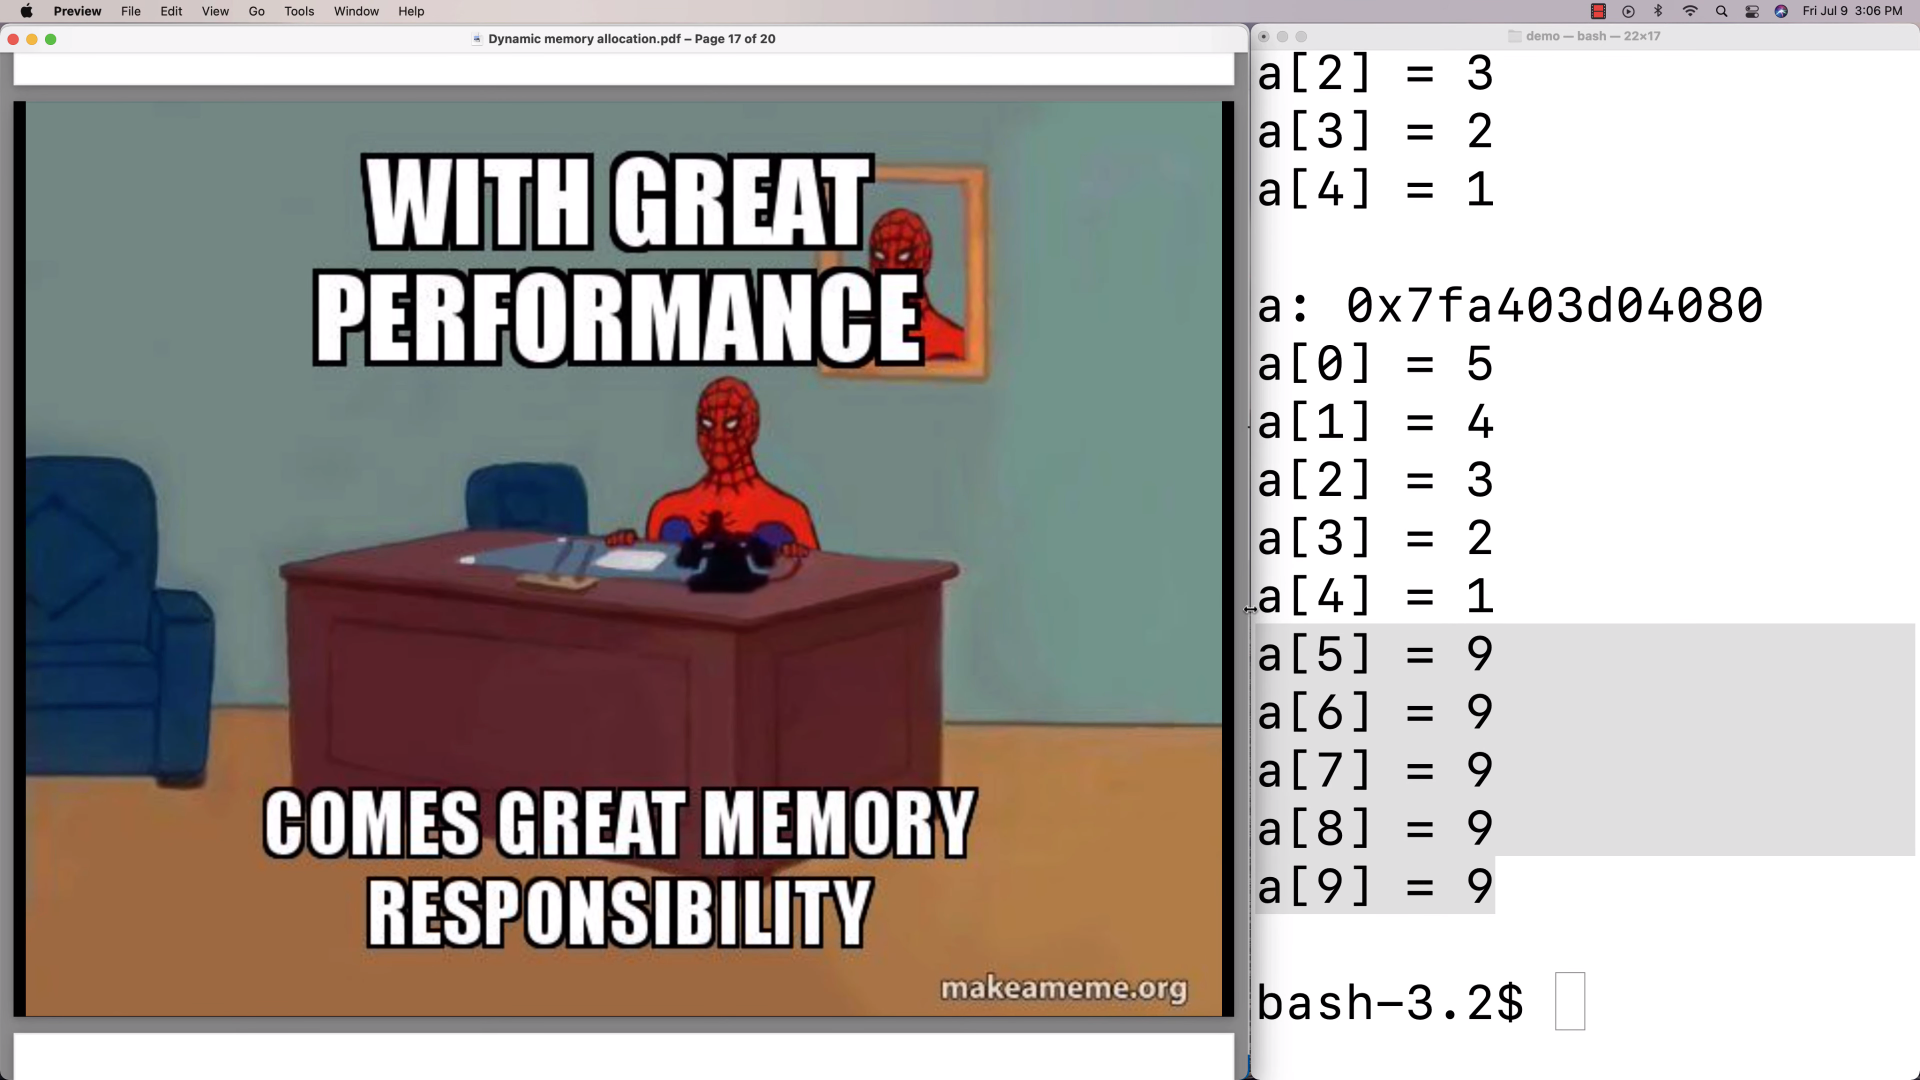 Preview File Edit View Go Tools Window Help Fri Jul 9 3:06 PM
Dynamic memory allocation.pdf – Page 17 of 20
WITH GREAT
PERFORMANCE
COMES GREAT MEMORY
RESPONSIBILITY
makeameme.org
demo — bash — 22×17
a[2] = 3
a[3] = 2
a[4] = 1
a: 0x7fa403d04080
a[0] = 5
a[1] = 4
a[2] = 3
a[3] = 2
a[4] = 1
a[5] = 9
a[6] = 9
a[7] = 9
a[8] = 9
a[9] = 9
bash-3.2$